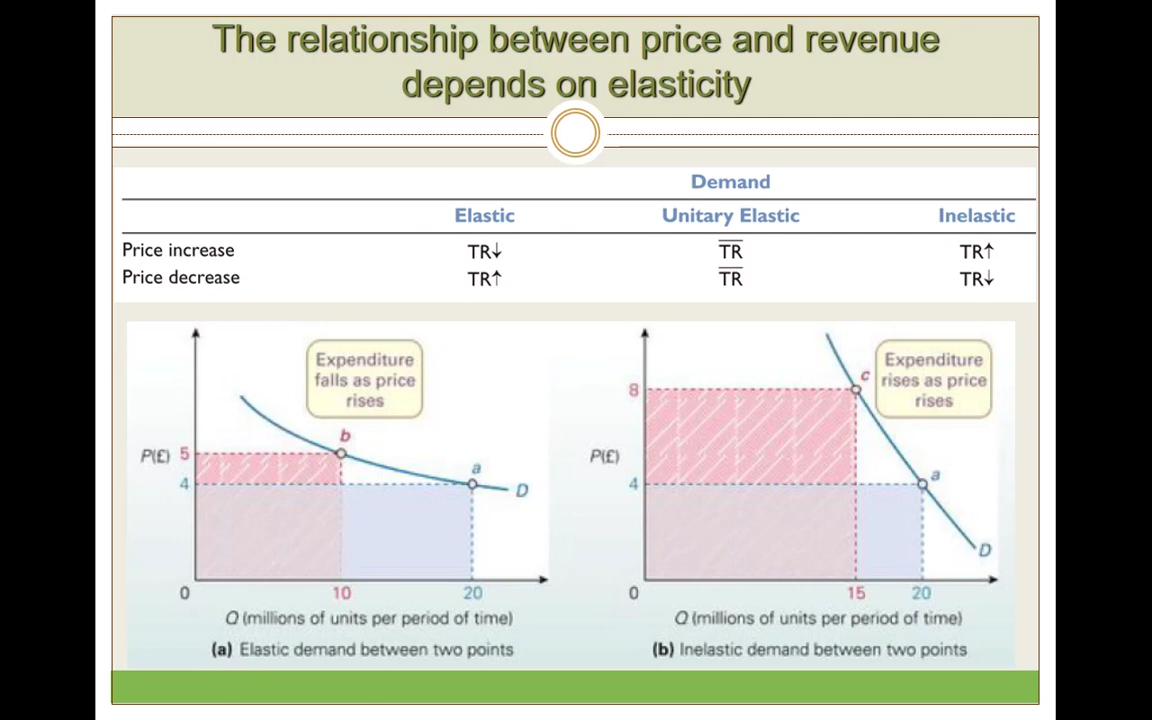 The relationship between price and revenue
depends on elasticity
Demand
Elastic Unitary Elastic Inelastic
Price increase TR↓ T̅R̅ TR↑
Price decrease TR↑ T̅R̅ TR↓
Expenditure
falls as price
rises
b
P(£) 5
4
a
D
0 10 20
Q (millions of units per period of time)
(a) Elastic demand between two points
Expenditure
rises as price
rises
c
8
P(£)
4
a
D
0 15 20
Q (millions of units per period of time)
(b) Inelastic demand between two points